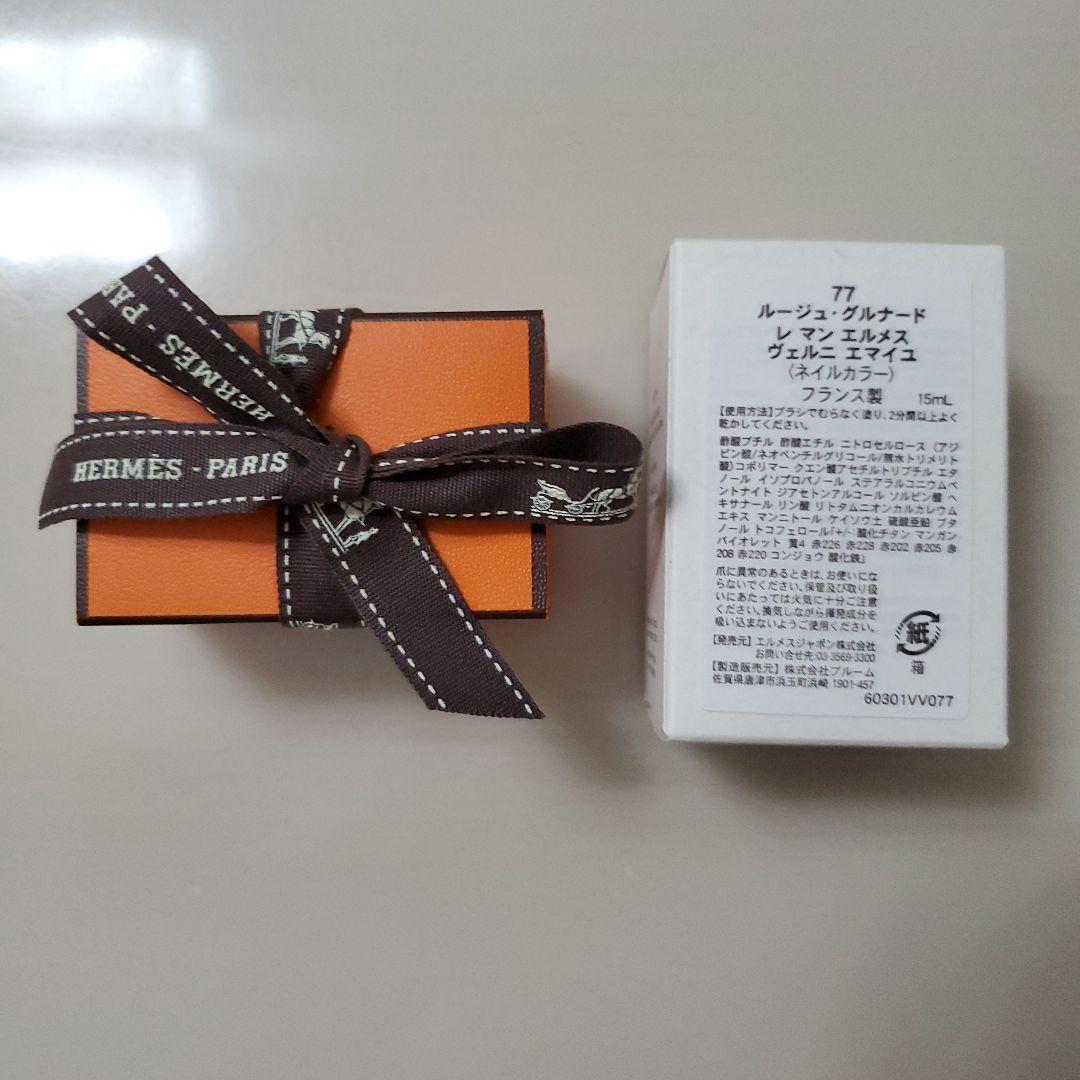 HERMÈS - PAR
HERMÈS - PARIS
77
ルージュ・グルナード
レ マン エルメス
ヴェルニ エマイユ
(ネイルカラー)
フランス製 15mL
【使用方法】ブラシでむらなく塗り、2分間以上よく
乾かしてください。
酢酸ブチル 酢酸エチル ニトロセルロース (アジ
ピン酸/ネオペンチルグリコール/無水トリメリト
酸)コポリマー クエン酸アセチルトリブチル エタ
ノール イソプロパノール ステアラルコニウムベ
ントナイト ジアセトンアルコール ソルビン酸 ヘ
キサナール リン酸 リトタムニオンカルカレウム
エキス マンニトール ケイソウ土 硫酸亜鉛 ブタ
ノール トコフェロール「+/-:酸化チタン マンガン
バイオレット 黄4 赤226 赤228 赤202 赤205 赤
208 赤220 コンジョウ 酸化鉄」
爪に異常のあるときは、お使いにな
らないでください。保管及び取り扱
いにあたっては火気に十分ご注意
ください。換気しながら揮発成分を
吸い込まないようご使用ください。
紙
箱
【発売元】エルメスジャポン株式会社
お問い合せ先:03-3569-3300
【製造販売元】株式会社ブルーム
佐賀県唐津市浜玉町浜崎 1901-457
60301VV077